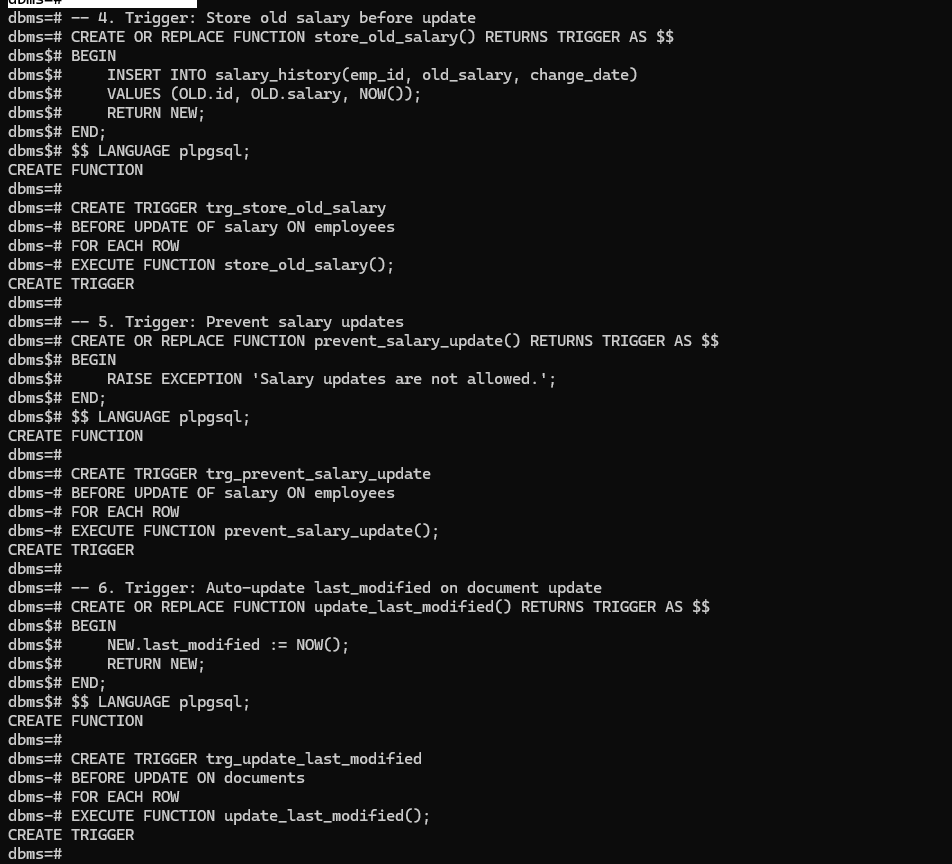 dbms=#
dbms=# -- 4. Trigger: Store old salary before update
dbms=# CREATE OR REPLACE FUNCTION store_old_salary() RETURNS TRIGGER AS $$
dbms$# BEGIN
dbms$#     INSERT INTO salary_history(emp_id, old_salary, change_date)
dbms$#     VALUES (OLD.id, OLD.salary, NOW());
dbms$#     RETURN NEW;
dbms$# END;
dbms$# $$ LANGUAGE plpgsql;
CREATE FUNCTION
dbms=#
dbms=# CREATE TRIGGER trg_store_old_salary
dbms-# BEFORE UPDATE OF salary ON employees
dbms-# FOR EACH ROW
dbms-# EXECUTE FUNCTION store_old_salary();
CREATE TRIGGER
dbms=#
dbms=# -- 5. Trigger: Prevent salary updates
dbms=# CREATE OR REPLACE FUNCTION prevent_salary_update() RETURNS TRIGGER AS $$
dbms$# BEGIN
dbms$#     RAISE EXCEPTION 'Salary updates are not allowed.';
dbms$# END;
dbms$# $$ LANGUAGE plpgsql;
CREATE FUNCTION
dbms=#
dbms=# CREATE TRIGGER trg_prevent_salary_update
dbms-# BEFORE UPDATE OF salary ON employees
dbms-# FOR EACH ROW
dbms-# EXECUTE FUNCTION prevent_salary_update();
CREATE TRIGGER
dbms=#
dbms=# -- 6. Trigger: Auto-update last_modified on document update
dbms=# CREATE OR REPLACE FUNCTION update_last_modified() RETURNS TRIGGER AS $$
dbms$# BEGIN
dbms$#     NEW.last_modified := NOW();
dbms$#     RETURN NEW;
dbms$# END;
dbms$# $$ LANGUAGE plpgsql;
CREATE FUNCTION
dbms=#
dbms=# CREATE TRIGGER trg_update_last_modified
dbms-# BEFORE UPDATE ON documents
dbms-# FOR EACH ROW
dbms-# EXECUTE FUNCTION update_last_modified();
CREATE TRIGGER
dbms=#